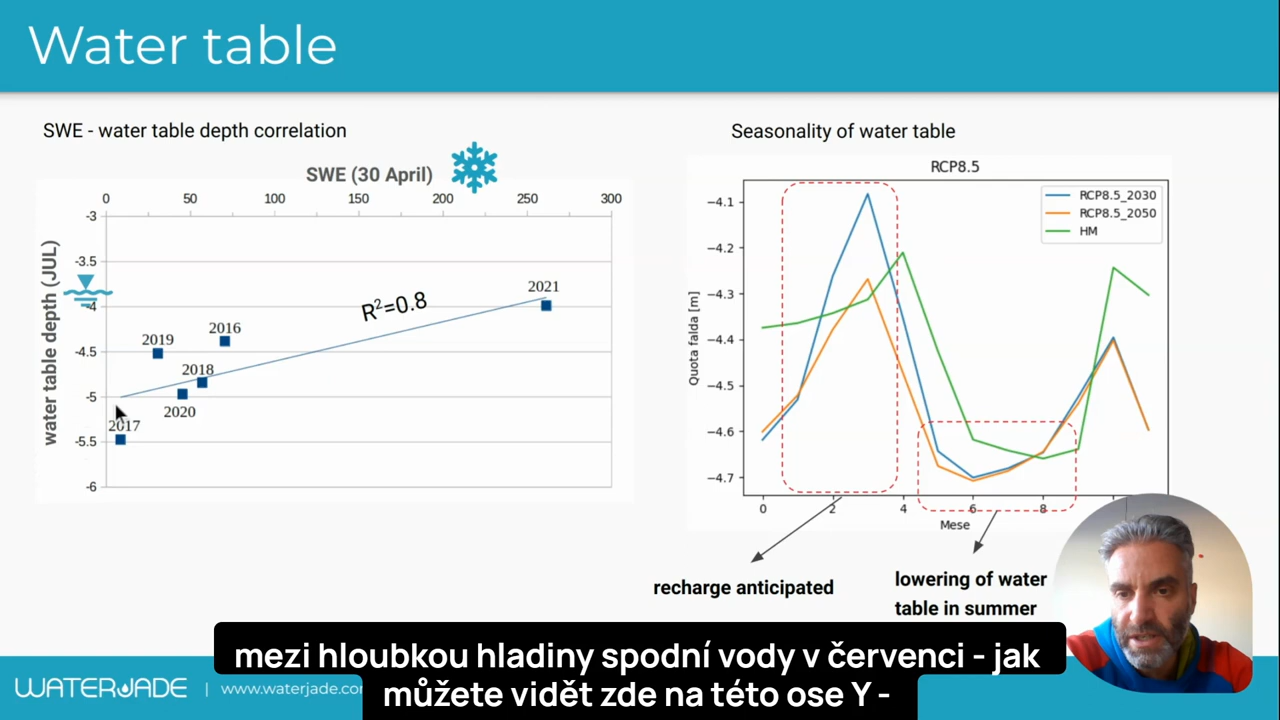 Water table
SWE - water table depth correlation
SWE (30 April)
0 50 100 150 200 250 300
-3
-3.5
-4
-4.5
-5
-5.5
-6
water table depth (JUL)
2021
R²=0.8
2016
2019
2018
2020
2017
Seasonality of water table
RCP8.5
RCP8.5_2030
RCP8.5_2050
HM
−4.1
−4.2
−4.3
−4.4
−4.5
−4.6
−4.7
Quota falda [m]
0 2 4 6 8
Mese
recharge anticipated
lowering of water
table in summer
mezi hloubkou hladiny spodní vody v červenci - jak
můžete vidět zde na této ose Y -
WATERJADE
www.waterjade.com